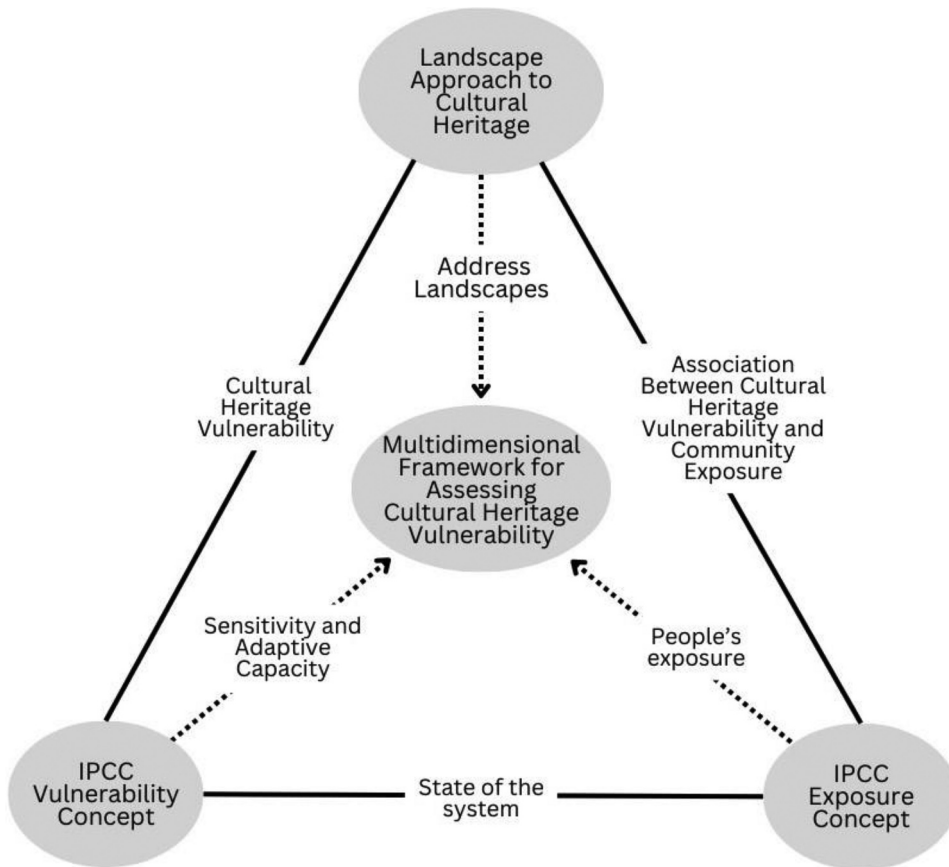 Landscape
Approach to
Cultural
Heritage
Address
Landscapes
Cultural
Heritage
Vulnerability
Association
Between Cultural
Heritage
Vulnerability and
Community
Exposure
Multidimensional
Framework for
Assessing
Cultural Heritage
Vulnerability
Sensitivity and
Adaptive
Capacity
People’s
exposure
IPCC
Vulnerability
Concept
State of the
system
IPCC
Exposure
Concept